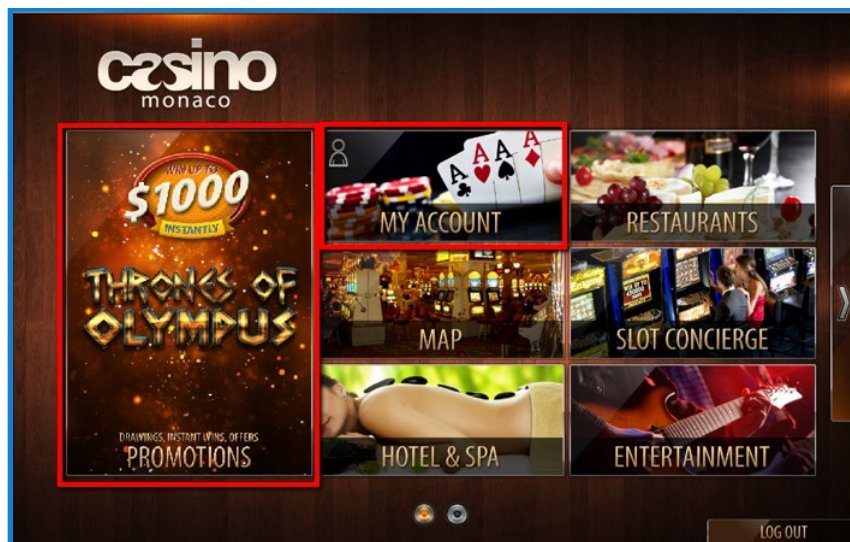 casino
monaco
WIN UP TO
$1000
INSTANTLY
THRONES OF
OLYMPUS
DRAWINGS, INSTANT WINS, OFFERS
PROMOTIONS
A A A A
MY ACCOUNT
RESTAURANTS
MAP
SLOT CONCIERGE
HOTEL & SPA
ENTERTAINMENT
LOG OUT